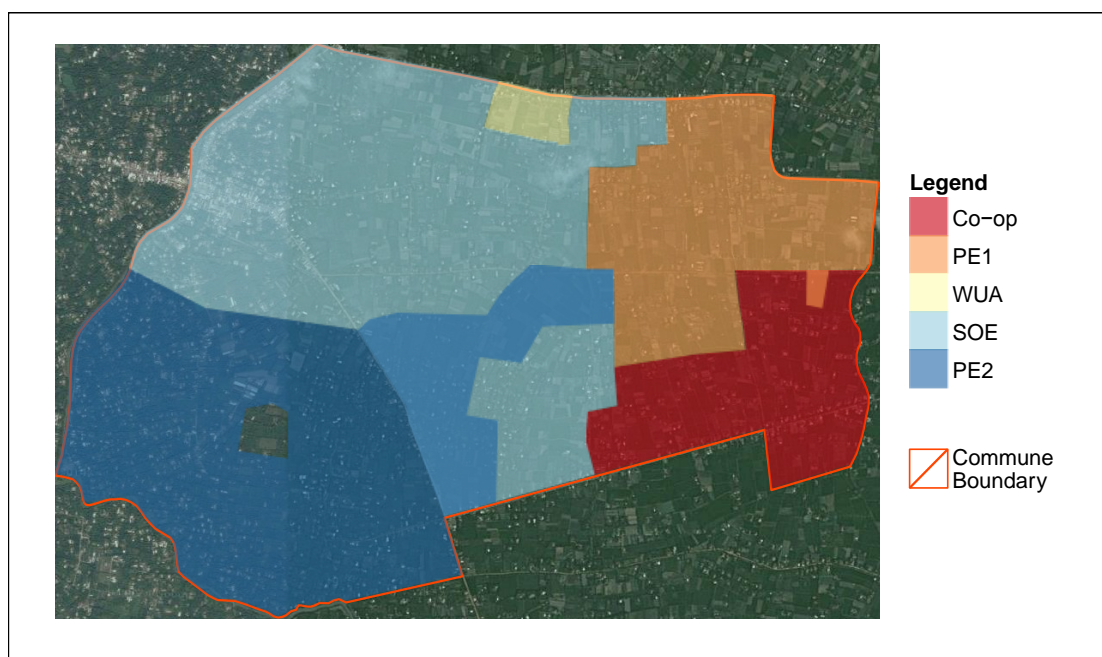 Legend
Co−op
PE1
WUA
SOE
PE2
Commune
Boundary